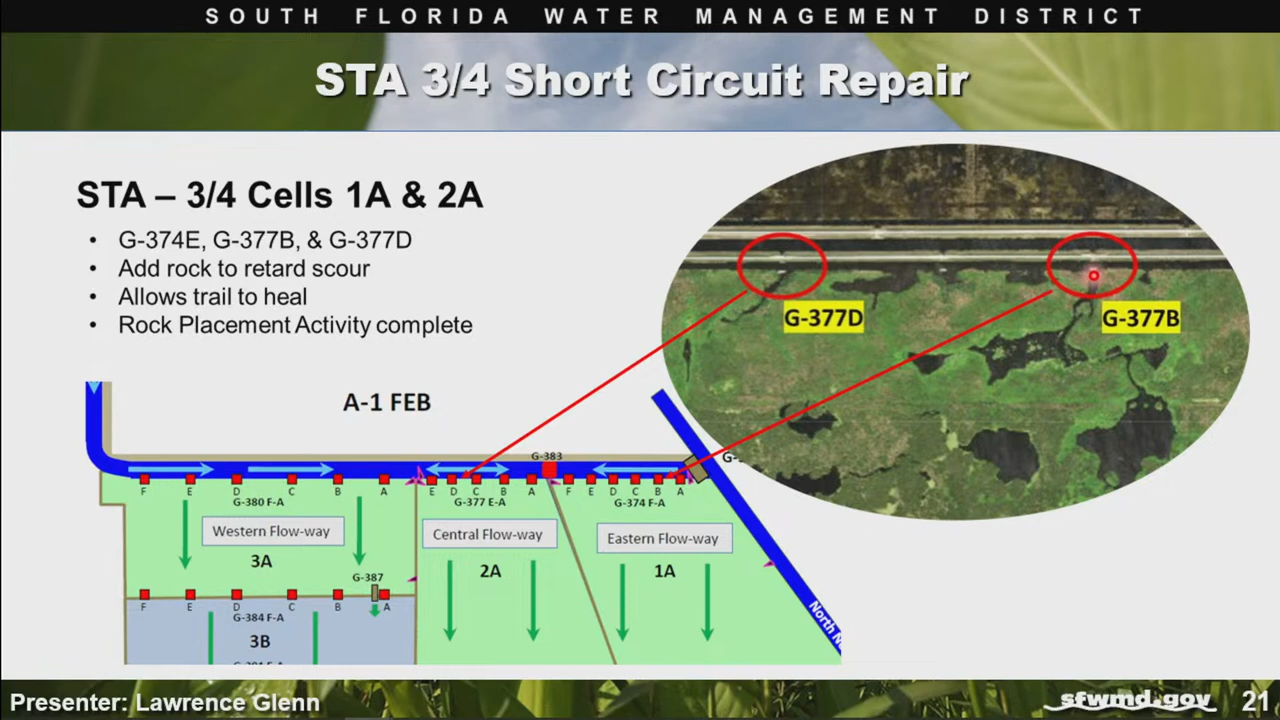 SOUTH FLORIDA WATER MANAGEMENT DISTRICT
STA 3/4 Short Circuit Repair
STA – 3/4 Cells 1A & 2A
• G-374E, G-377B, & G-377D
• Add rock to retard scour
• Allows trail to heal
• Rock Placement Activity complete
G-377D
G-377B
A-1 FEB
G-383
F E D C B A E D C B A F E D C B A
G-380 F-A G-377 E-A G-374 F-A
Western Flow-way Central Flow-way Eastern Flow-way
3A 2A 1A
G-387
F E D C B A
G-384 F-A
3B
North
Presenter: Lawrence Glenn
sfwmd.gov
21